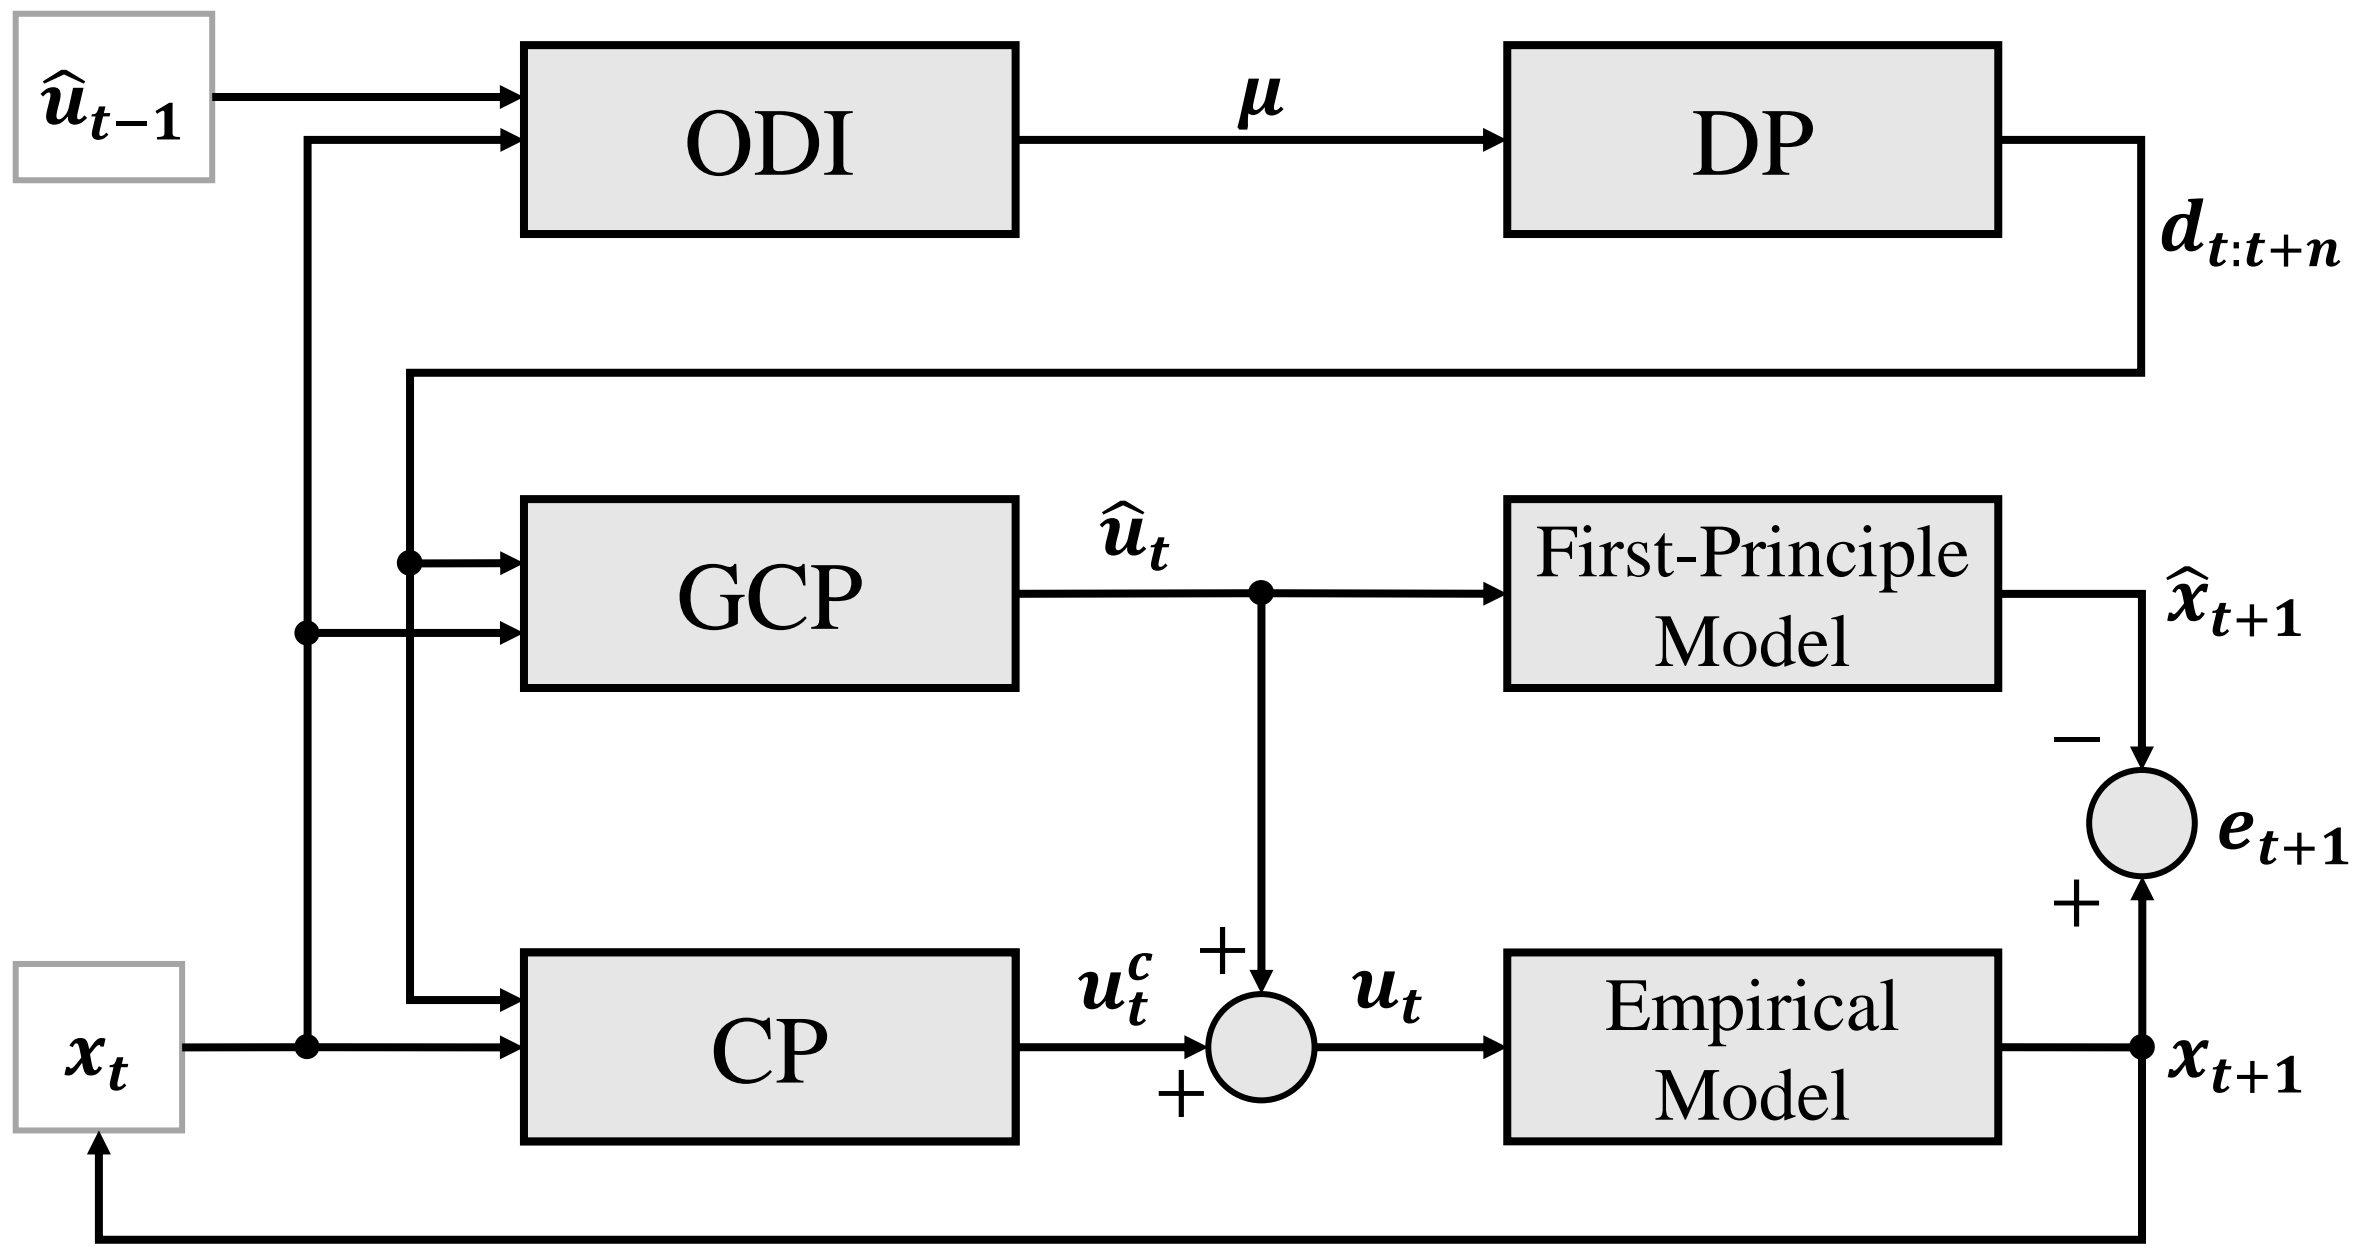 û_{t−1}
ODI
μ
DP
d_{t:t+n}
GCP
û_t
First-Principle
Model
x̂_{t+1}
−
e_{t+1}
+
x_t
CP
u_t^c
+
+
u_t
Empirical
Model
x_{t+1}